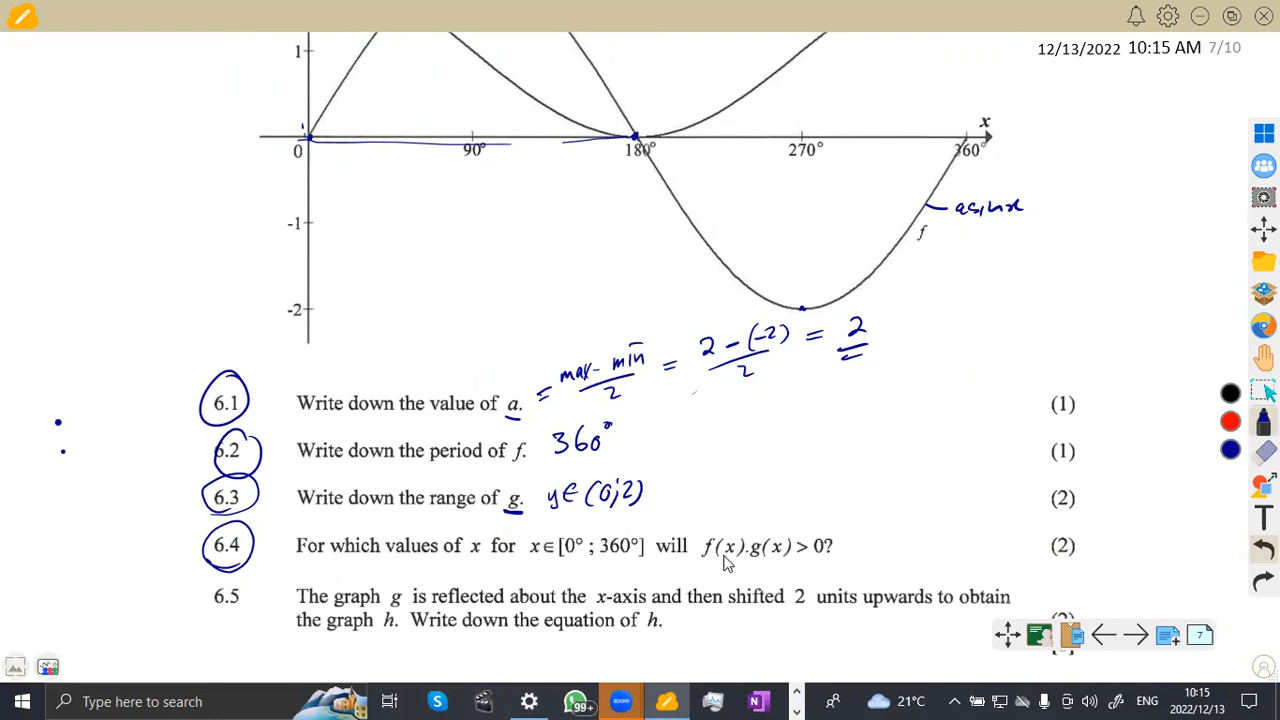 12/13/2022 10:15 AM 7/10
1
x
0 90° 180° 270° 360°
asinx
-1
f
-2
= max - min / 2 = 2 - (-2) / 2 = 2
6.1 Write down the value of a. (1)
6.2 Write down the period of f. 360° (1)
6.3 Write down the range of g. y∈(0;2) (2)
6.4 For which values of x for x∈[0° ; 360°] will f(x).g(x) > 0? (2)
6.5 The graph g is reflected about the x-axis and then shifted 2 units upwards to obtain
the graph h. Write down the equation of h.
7
Type here to search
99+
zoom
21°C
ENG
10:15
2022/12/13